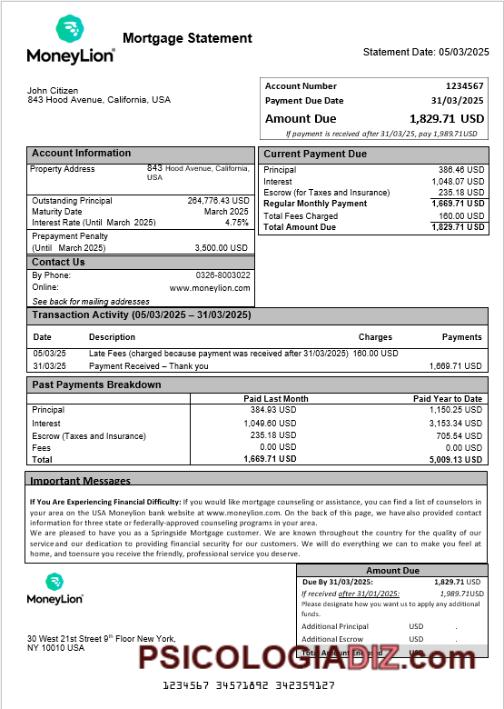 MoneyLion
Mortgage Statement
Statement Date: 05/03/2025
John Citizen
843 Hood Avenue, California, USA
Account Number 1234567
Payment Due Date 31/03/2025
Amount Due 1,829.71 USD
If payment is received after 31/03/25, pay 1,989.71USD
Account Information
Property Address 843 Hood Avenue, California,
USA
Outstanding Principal 264,776.43 USD
Maturity Date March 2025
Interest Rate (Until March 2025) 4.75%
Prepayment Penalty
(Until March 2025) 3,500.00 USD
Contact Us
By Phone: 0326-8003022
Online: www.moneylion.com
See back for mailing addresses
Current Payment Due
Principal 386.46 USD
Interest 1,048.07 USD
Escrow (for Taxes and Insurance) 235.18 USD
Regular Monthly Payment 1,669.71 USD
Total Fees Charged 160.00 USD
Total Amount Due 1,829.71 USD
Transaction Activity (05/03/2025 – 31/03/2025)
Date Description Charges Payments
05/03/25 Late Fees (charged because payment was received after 31/03/2025) 160.00 USD
31/03/25 Payment Received – Thank you 1,669.71 USD
Past Payments Breakdown
Paid Last Month Paid Year to Date
Principal 384.93 USD 1,150.25 USD
Interest 1,049.60 USD 3,153.34 USD
Escrow (Taxes and Insurance) 235.18 USD 705.54 USD
Fees 0.00 USD 0.00 USD
Total 1,669.71 USD 5,009.13 USD
Important Messages
If You Are Experiencing Financial Difficulty: If you would like mortgage counseling or assistance, you can find a list of counselors in
your area on the USA Moneylion bank website at www.moneylion.com. On the back of this page, we have also provided contact
information for three state or federally-approved counseling programs in your area.
We are pleased to have you as a Springside Mortgage customer. We are known throughout the country for the quality of our
service and our dedication to providing financial security for our customers. We will do everything we can to make you feel at
home, and toensure you receive the friendly, professional service you deserve.
MoneyLion
30 West 21st Street 9th Floor New York,
NY 10010 USA
Amount Due
Due By 31/03/2025: 1,829.71 USD
If received after 31/01/2025: 1,989.71USD
Please designate how you want us to apply any additional
funds.
Additional Principal USD .
Additional Escrow USD .
Total Amount Enclosed USD .
PSICOLOGIADIZ.com
1234567 34571892 342359127